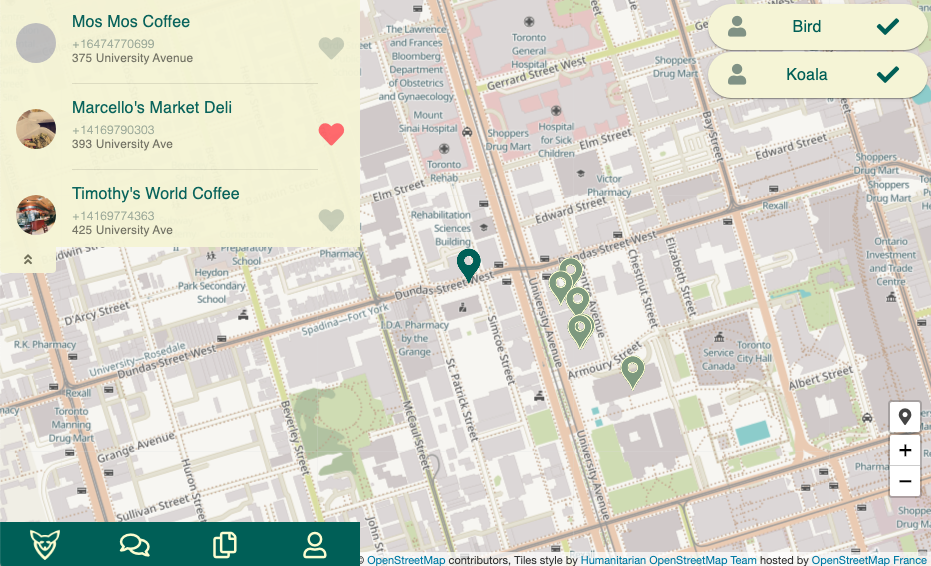 Mos Mos Coffee
+16474770699
375 University Avenue
Marcello's Market Deli
+14169790303
393 University Ave
Timothy's World Coffee
+14169774363
425 University Ave
Bird
Koala
The Lawrence
and Frances
Bloomberg
Department
of Obstetrics
and Gynaecology
Toronto
General
Hospital
Gerrard Street West
Shoppers
Drug Mart
Mount
Sinai Hospital
Shoppers
Drug Mart
Hospital
for Sick
Children
Elm Street
Bay Street
Edward Street
Toronto
Rehab
Elm Street
Victor
Pharmacy
Shoppers
Drug Mart
Shoppers
Drug Mart
Rexall
Edward Street
Rehabilitation
Sciences
Building
Dundas Street West
Elizabeth Street
Chestnut Street
Ontario
Investment
and Trade
Centre
Preparatory
School
Pharmacy
Heydon
Park Secondary
School
Dundas Street West
D'Arcy Street
Spadina—Fort York
University Avenue
Simcoe Street
R.K. Pharmacy
University—Rosedale
Dundas Street West
I.D.A. Pharmacy
by the
Grange
Armoury Street
Service
Canada
Toronto
City Hall
Albert Street
Rexall
St. Patrick Street
Toronto
Manning
Drug Mart
Beverley Street
McCaul Street
Grange Avenue
University Avenue
Huron Street
Sullivan Street
John Street
+
−
© OpenStreetMap contributors, Tiles style by Humanitarian OpenStreetMap Team hosted by OpenStreetMap France